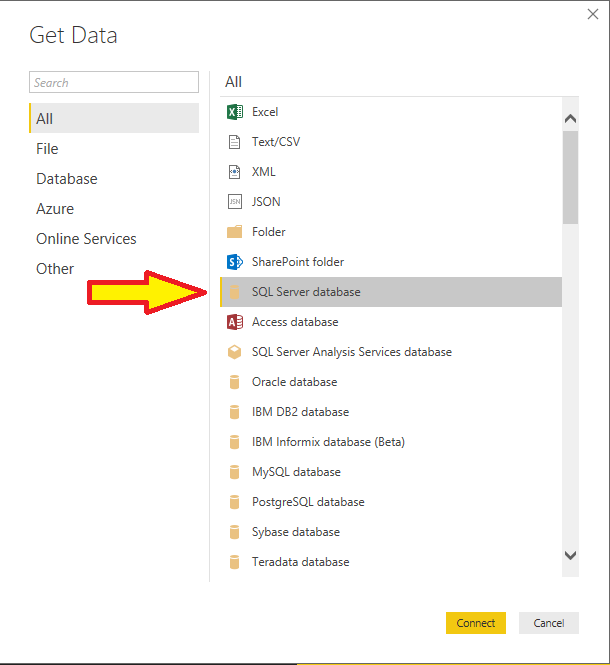 Get Data
Search
All
File
Database
Azure
Online Services
Other
All
Excel
Text/CSV
XML
JSON
Folder
SharePoint folder
SQL Server database
Access database
SQL Server Analysis Services database
Oracle database
IBM DB2 database
IBM Informix database (Beta)
MySQL database
PostgreSQL database
Sybase database
Teradata database
Connect
Cancel